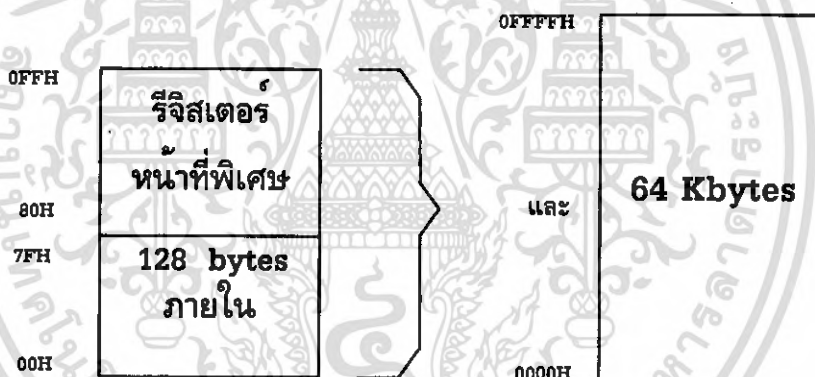 0FFFFH
0FFH
รีจิสเตอร์
หน้าที่พิเศษ
80H
และ
64 Kbytes
7FH
128 bytes
ภายใน
00H
0000H